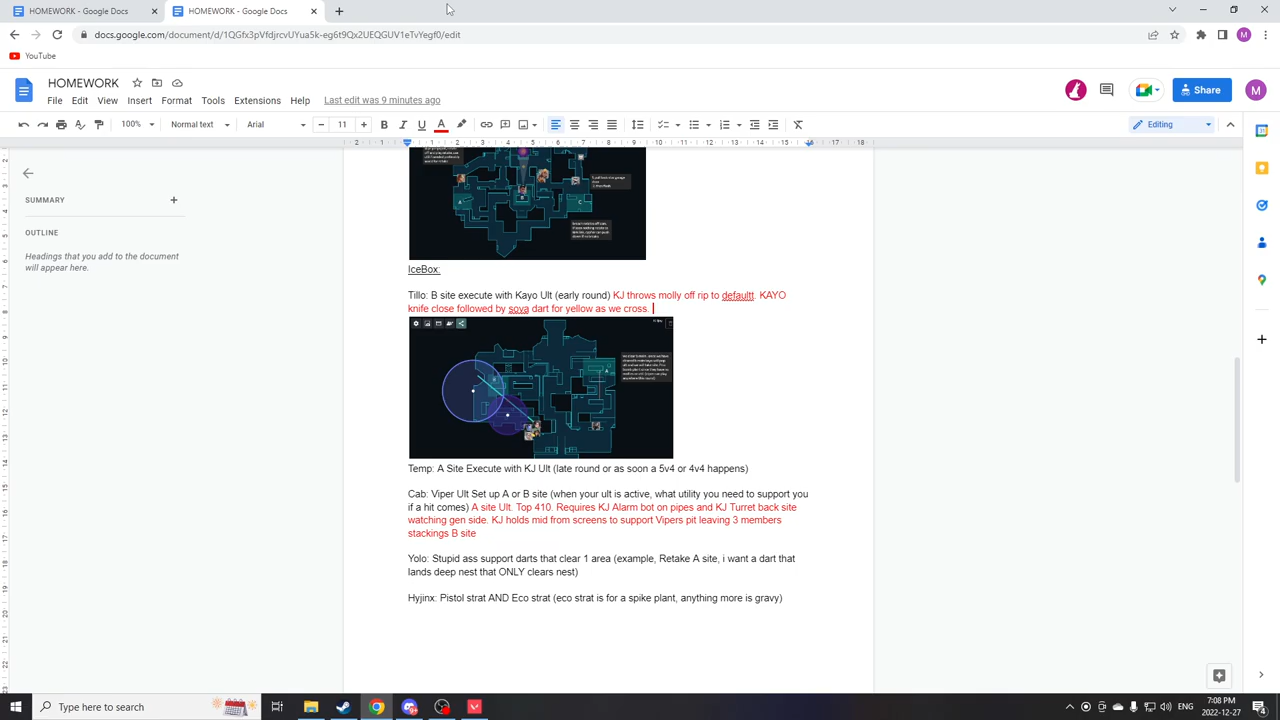 HOMEWORK - Google Docs
HOMEWORK - Google Docs
docs.google.com/document/d/1QGfx3pVfdjrcvUYua5k-eg6t9Qx2UEQGUV1eTvYegf0/edit
YouTube
HOMEWORK
File Edit View Insert Format Tools Extensions Help Last edit was 9 minutes ago
Share
M
100% Normal text Arial 11 Editing
SUMMARY
OUTLINE
Headings that you add to the document
will appear here.
IceBox:
Tillo: B site execute with Kayo Ult (early round) KJ throws molly off rip to defaultt. KAYO
knife close followed by sova dart for yellow as we cross.
Temp: A Site Execute with KJ Ult (late round or as soon a 5v4 or 4v4 happens)
Cab: Viper Ult Set up A or B site (when your ult is active, what utility you need to support you
if a hit comes) A site Ult. Top 410. Requires KJ Alarm bot on pipes and KJ Turret back site
watching gen side. KJ holds mid from screens to support Vipers pit leaving 3 members
stackings B site
Yolo: Stupid ass support darts that clear 1 area (example, Retake A site, i want a dart that
lands deep nest that ONLY clears nest)
Hyjinx: Pistol strat AND Eco strat (eco strat is for a spike plant, anything more is gravy)
Type here to search
ENG
7:08 PM
2022-12-27